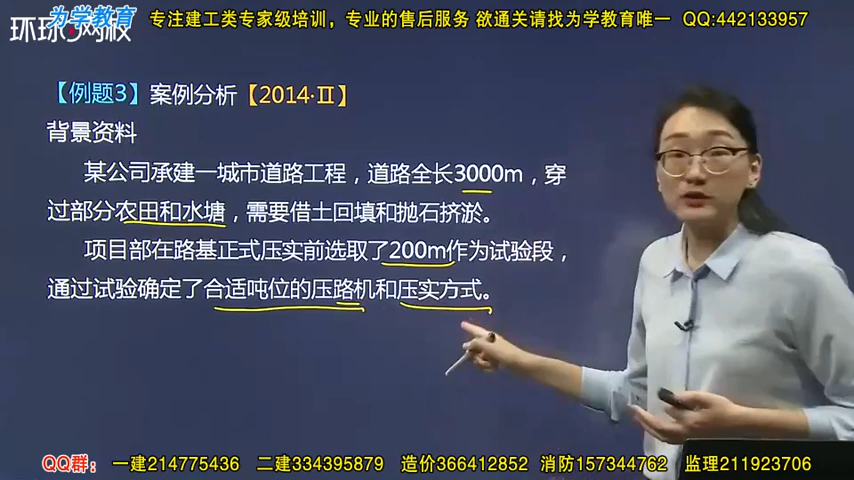 为学教育 专注建工类专家级培训，专业的售后服务 欲通关请找为学教育唯一 QQ:442133957
环球网校
【例题3】案例分析【2014·Ⅱ】
背景资料
某公司承建一城市道路工程，道路全长3000m，穿
过部分农田和水塘，需要借土回填和抛石挤淤。
项目部在路基正式压实前选取了200m作为试验段，
通过试验确定了合适吨位的压路机和压实方式。
QQ群： 一建214775436 二建334395879 造价366412852 消防157344762 监理211923706